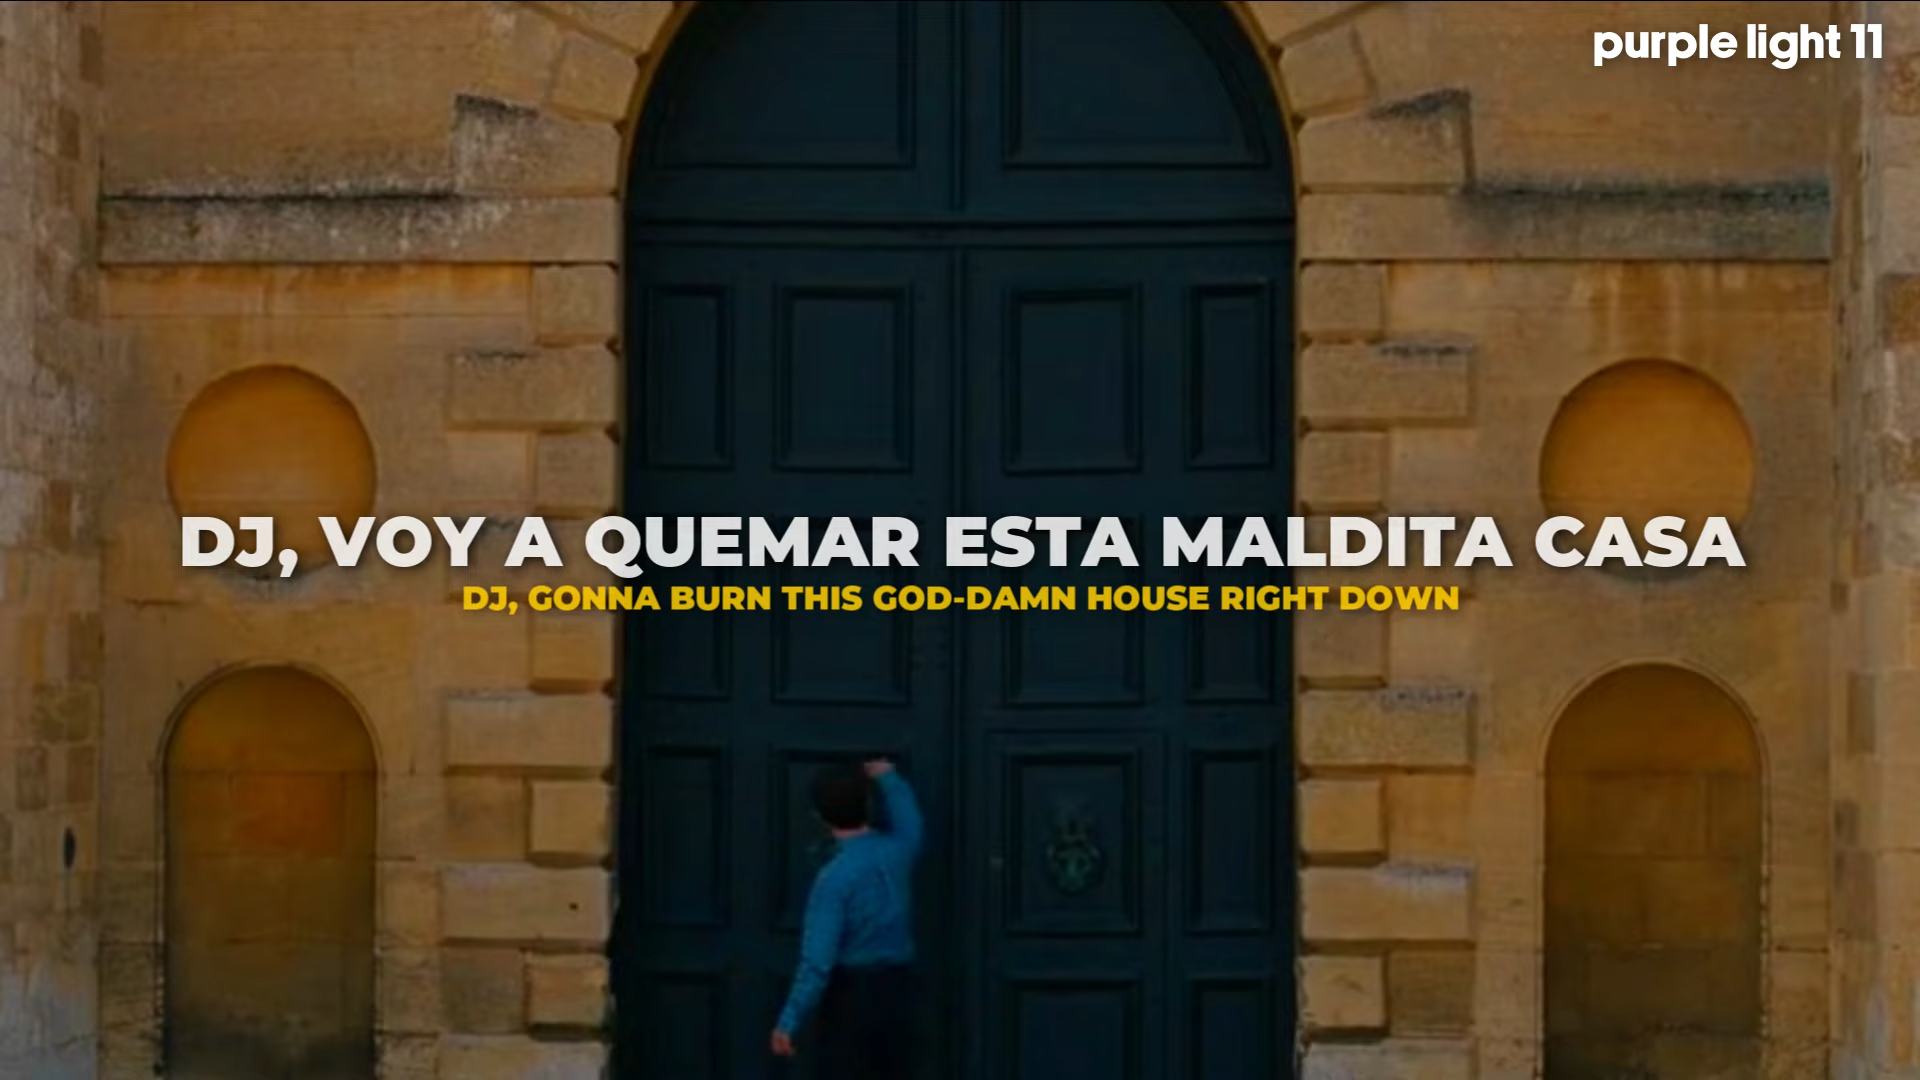 purple light 11
DJ, VOY A QUEMAR ESTA MALDITA CASA
DJ, GONNA BURN THIS GOD-DAMN HOUSE RIGHT DOWN